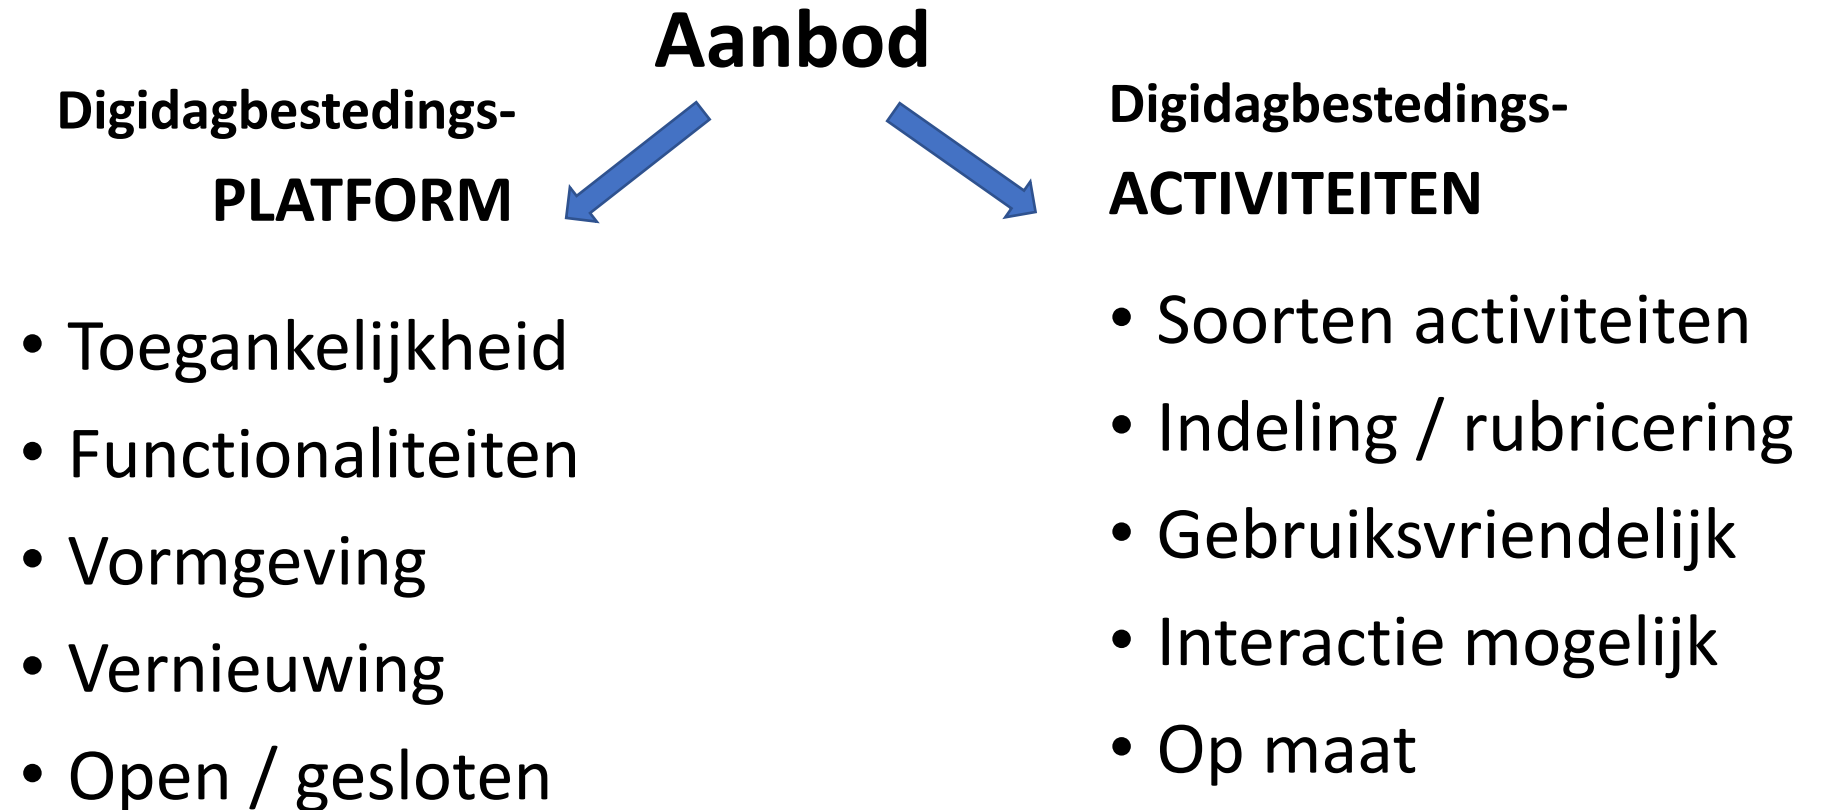 Aanbod
Digidagbestedings-
PLATFORM
• Toegankelijkheid
• Functionaliteiten
• Vormgeving
• Vernieuwing
• Open / gesloten
Digidagbestedings-
ACTIVITEITEN
• Soorten activiteiten
• Indeling / rubricering
• Gebruiksvriendelijk
• Interactie mogelijk
• Op maat